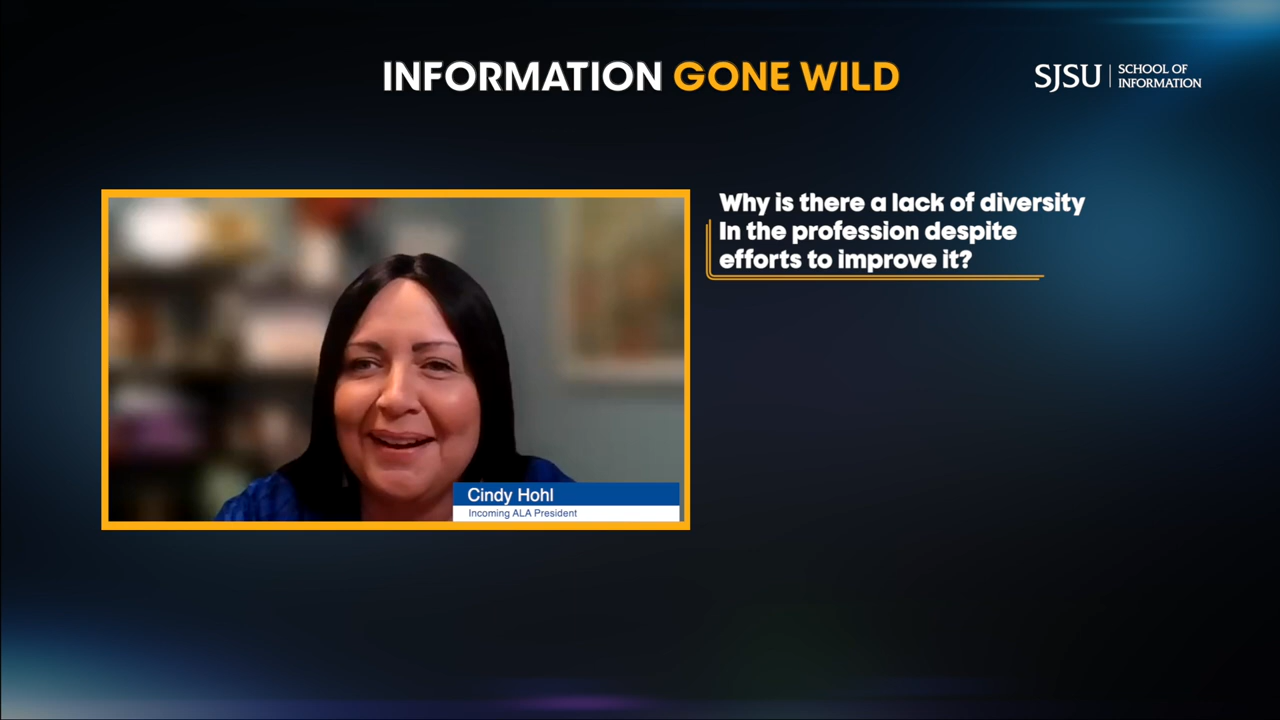 INFORMATION GONE WILD
SJSU | SCHOOL OF
INFORMATION
Why is there a lack of diversity
In the profession despite
efforts to improve it?
Cindy Hohl
Incoming ALA President